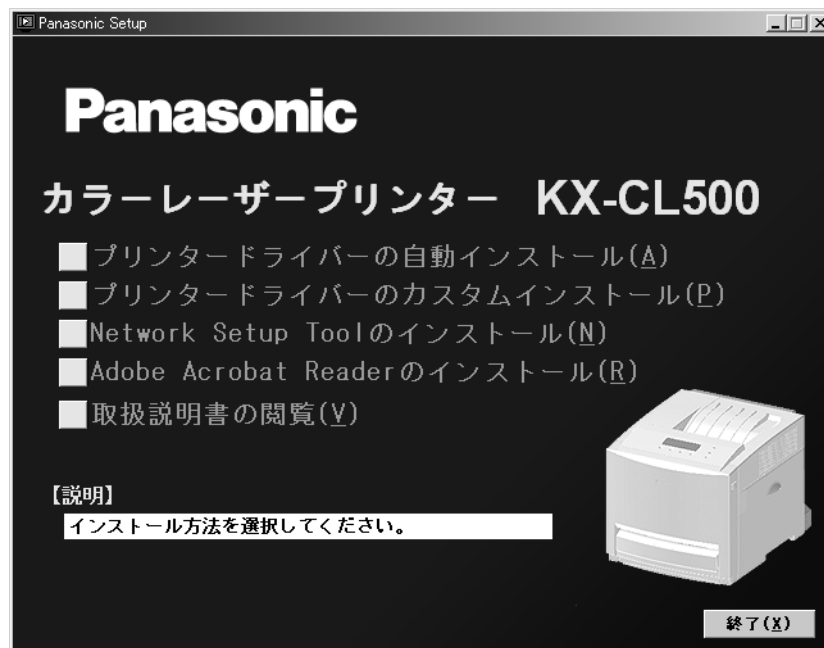 Panasonic Setup
Panasonic
カラーレーザープリンター KX-CL500
プリンタードライバーの自動インストール(A)
プリンタードライバーのカスタムインストール(P)
Network Setup Toolのインストール(N)
Adobe Acrobat Readerのインストール(R)
取扱説明書の閲覧(V)
【説明】
インストール方法を選択してください。
終了(X)